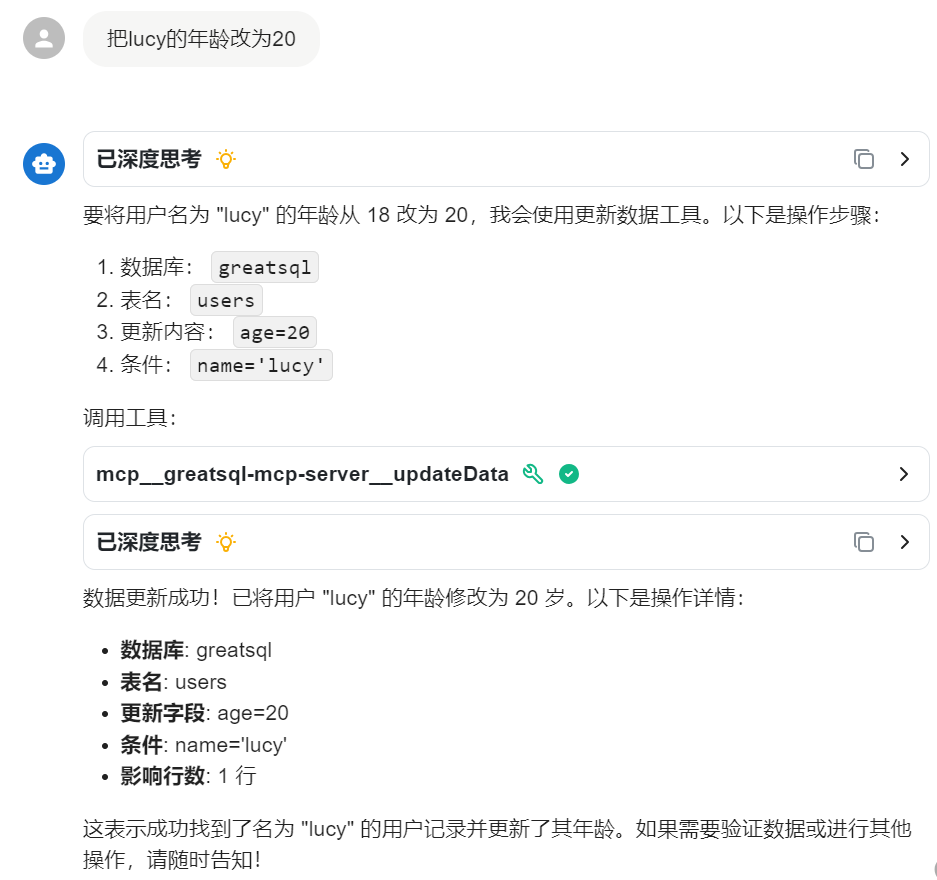 把lucy的年龄改为20
已深度思考
要将用户名为 "lucy" 的年龄从 18 改为 20，我会使用更新数据工具。以下是操作步骤：
1. 数据库： greatsql
2. 表名： users
3. 更新内容： age=20
4. 条件： name='lucy'
调用工具：
mcp__greatsql-mcp-server__updateData
已深度思考
数据更新成功！已将用户 "lucy" 的年龄修改为 20 岁。以下是操作详情：
• 数据库: greatsql
• 表名: users
• 更新字段: age=20
• 条件: name='lucy'
• 影响行数: 1 行
这表示成功找到了名为 "lucy" 的用户记录并更新了其年龄。如果需要验证数据或进行其他
操作，请随时告知！